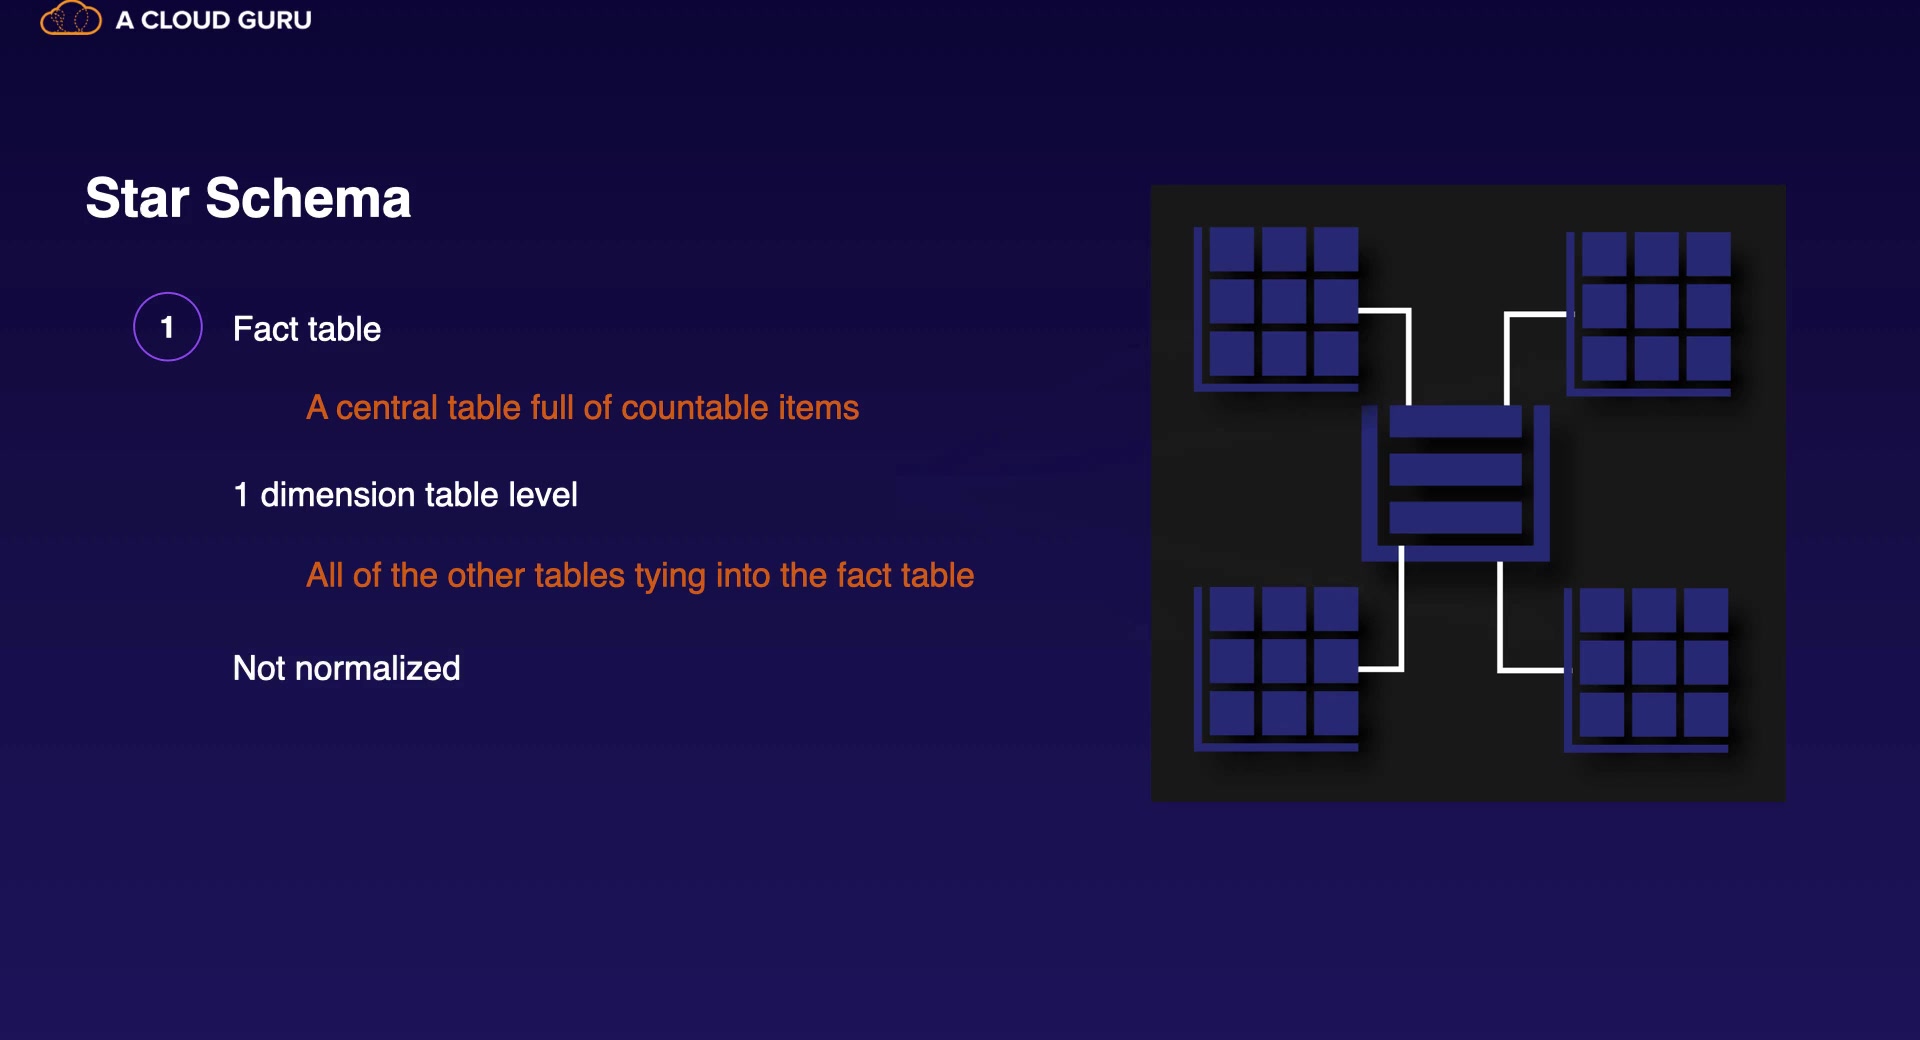 A CLOUD GURU
Star Schema
1 Fact table
A central table full of countable items
1 dimension table level
All of the other tables tying into the fact table
Not normalized